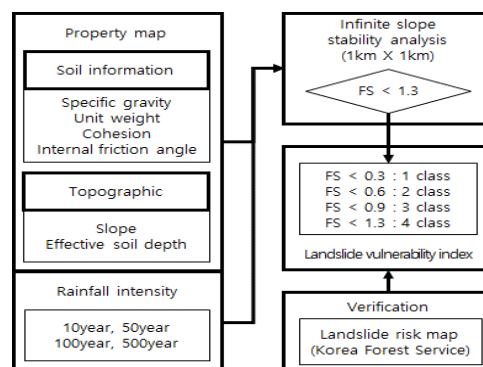 Property map
Soil information
Specific gravity
Unit weight
Cohesion
Internal friction angle
Topographic
Slope
Effective soil depth
Rainfall intensity
10year, 50year
100year, 500year
Infinite slope
stability analysis
(1km X 1km)
FS < 1.3
FS < 0.3 : 1 class
FS < 0.6 : 2 class
FS < 0.9 : 3 class
FS < 1.3 : 4 class
Landslide vulnerability index
Verification
Landslide risk map
(Korea Forest Service)